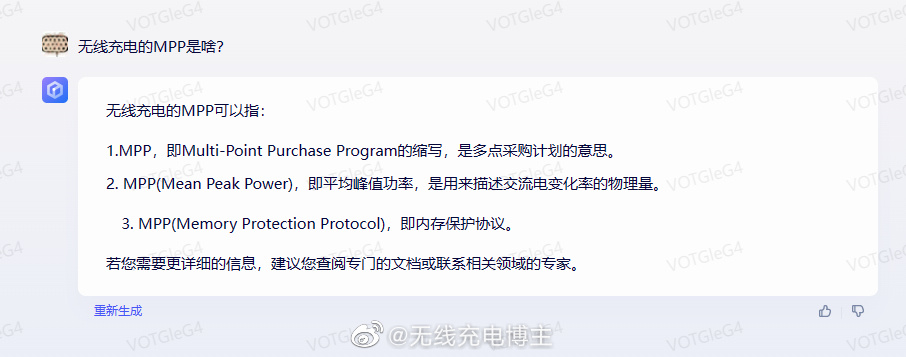 无线充电的MPP是啥?
无线充电的MPP可以指:
1.MPP，即Multi-Point Purchase Program的缩写，是多点采购计划的意思。
2. MPP(Mean Peak Power)，即平均峰值功率，是用来描述交流电变化率的物理量。
3. MPP(Memory Protection Protocol)，即内存保护协议。
若您需要更详细的信息，建议您查阅专门的文档或联系相关领域的专家。
重新生成
@无线充电博主
VOTGleG4